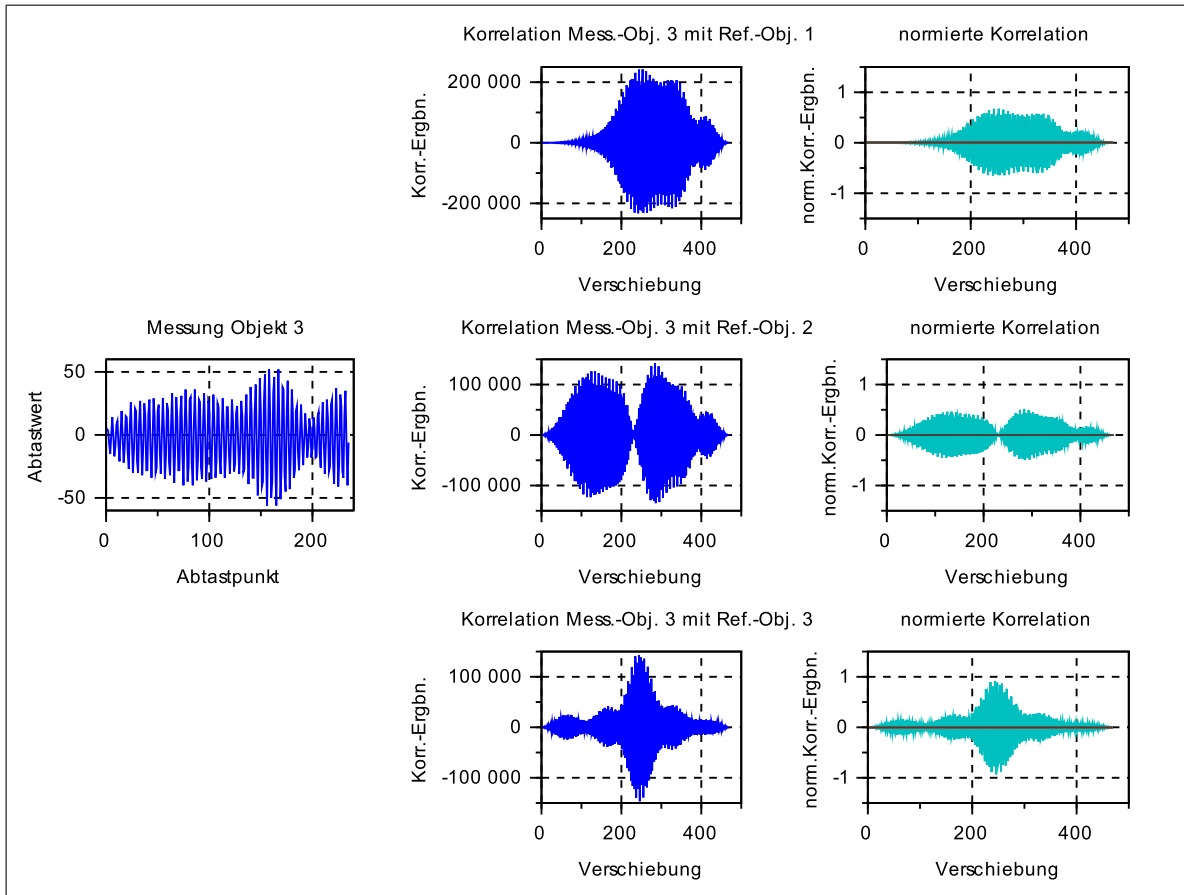 Korrelation Mess.-Obj. 3 mit Ref.-Obj. 1
Korr.-Ergbn.
200 000
0
-200 000
0 200 400
Verschiebung
normierte Korrelation
norm.Korr.-Ergbn.
1
0
-1
0 200 400
Verschiebung
Messung Objekt 3
Abtastwert
50
0
-50
0 100 200
Abtastpunkt
Korrelation Mess.-Obj. 3 mit Ref.-Obj. 2
Korr.-Ergbn.
100 000
0
-100 000
0 200 400
Verschiebung
normierte Korrelation
norm.Korr.-Ergbn.
1
0
-1
0 200 400
Verschiebung
Korrelation Mess.-Obj. 3 mit Ref.-Obj. 3
Korr.-Ergbn.
100 000
0
-100 000
0 200 400
Verschiebung
normierte Korrelation
norm.Korr.-Ergbn.
1
0
-1
0 200 400
Verschiebung